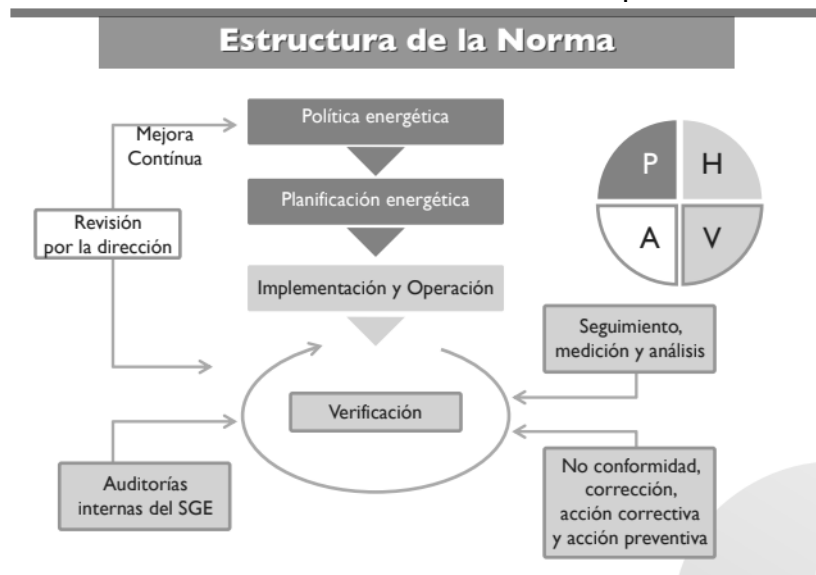 Estructura de la Norma
Política energética
Mejora
Contínua
P
H
Planificación energética
Revisión
por la dirección
A
V
Implementación y Operación
Seguimiento,
medición y análisis
Verificación
Auditorías
internas del SGE
No conformidad,
corrección,
acción correctiva
y acción preventiva